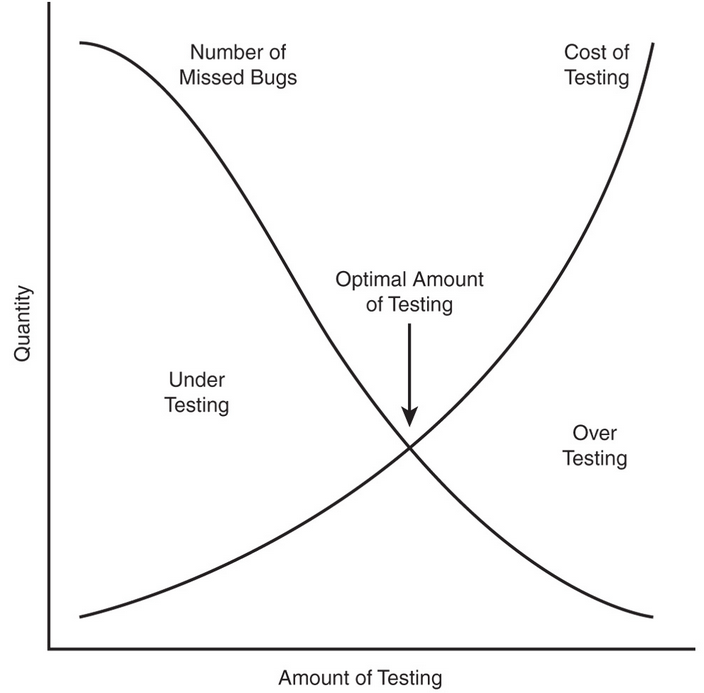 Number of
Missed Bugs
Cost of
Testing
Optimal Amount
of Testing
Quantity
Under
Testing
Over
Testing
Amount of Testing